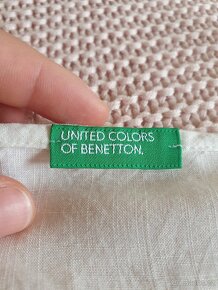 UNITED COLORS
OF BENETTON.